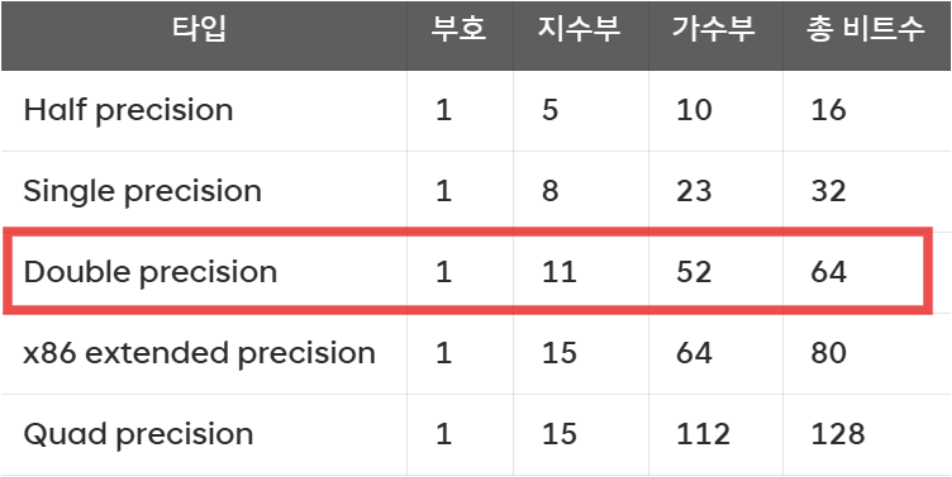 타입 부호 지수부 가수부 총 비트수
Half precision 1 5 10 16
Single precision 1 8 23 32
Double precision 1 11 52 64
x86 extended precision 1 15 64 80
Quad precision 1 15 112 128